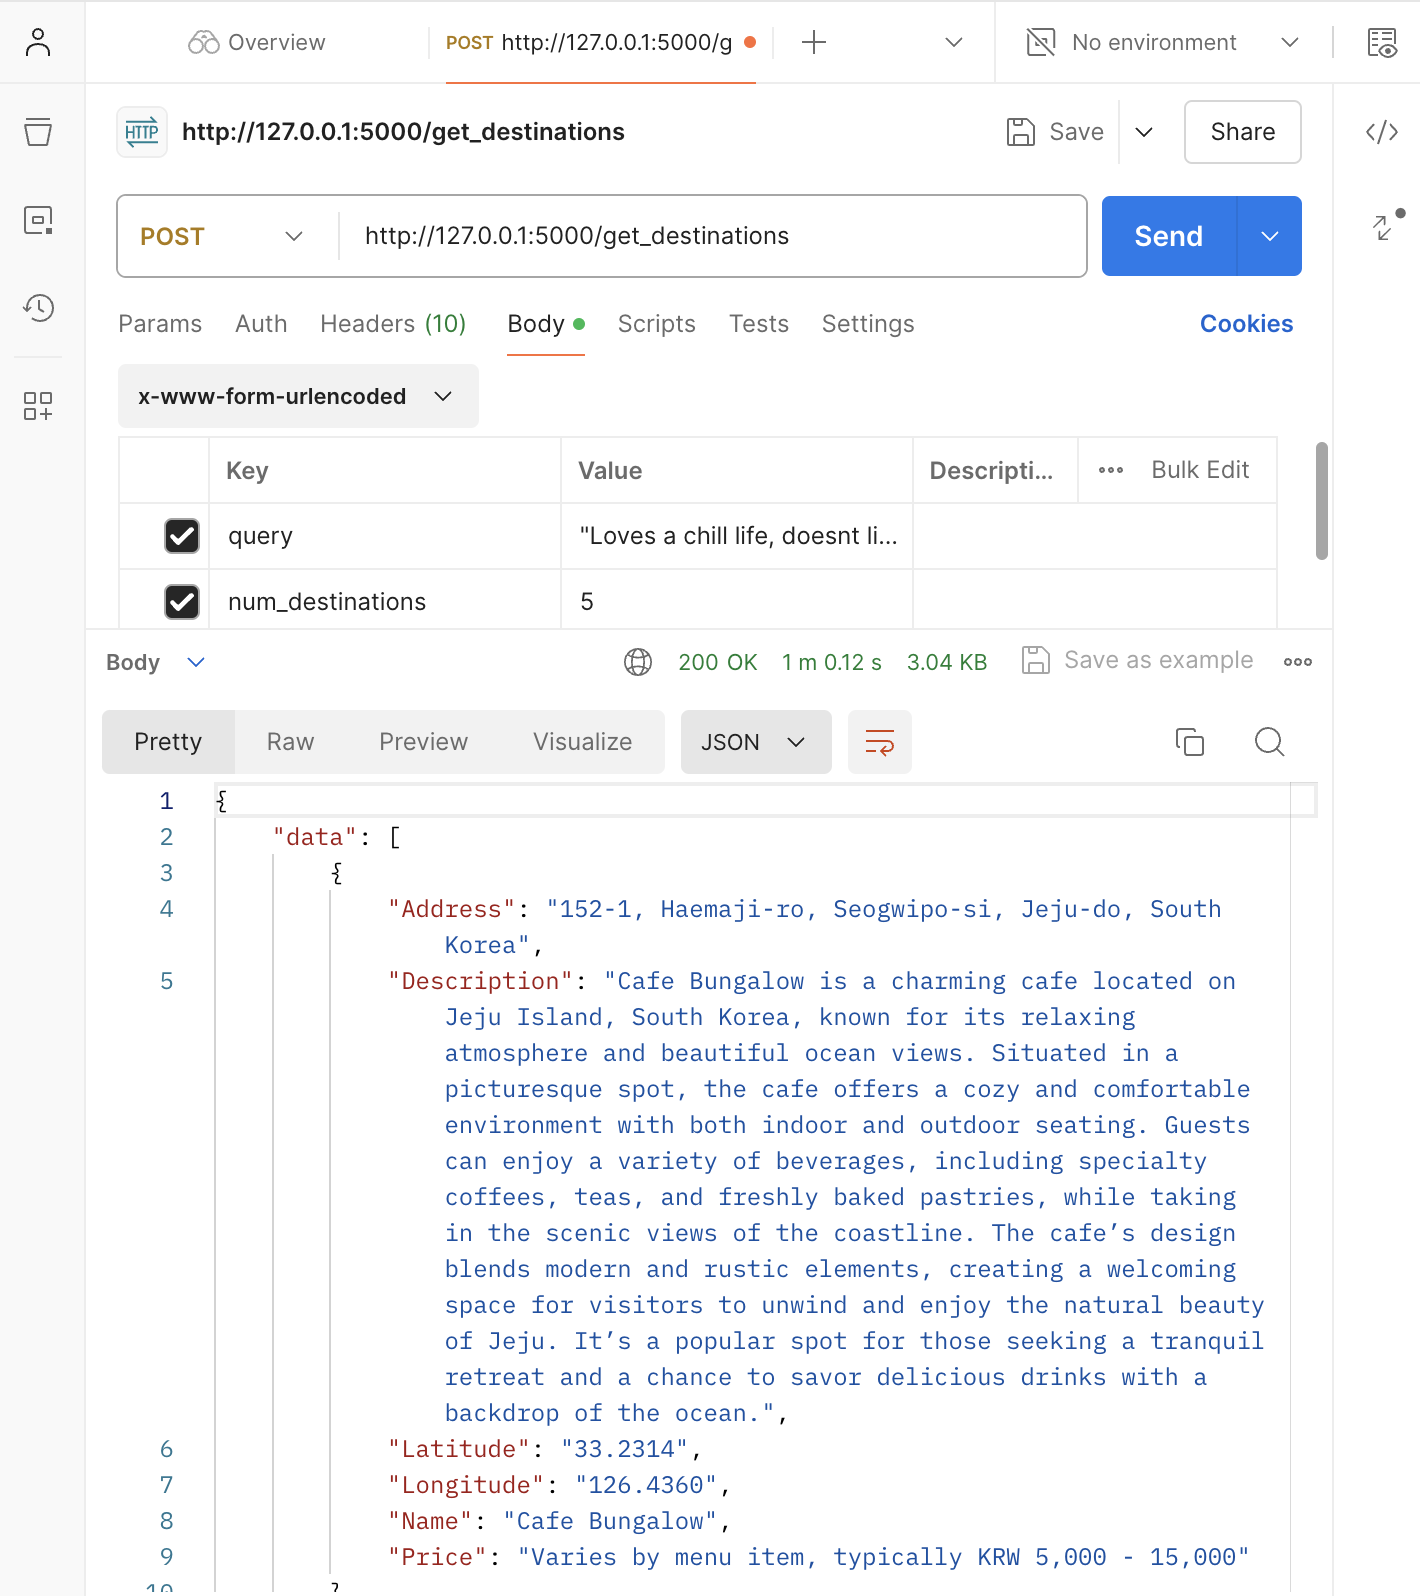 Overview
POST http://127.0.0.1:5000/g
No environment
HTTP
http://127.0.0.1:5000/get_destinations
Save
Share
POST
http://127.0.0.1:5000/get_destinations
Send
Params Auth Headers (10) Body Scripts Tests Settings
Cookies
x-www-form-urlencoded
Key Value Descripti... Bulk Edit
query "Loves a chill life, doesnt li...
num_destinations 5
Body
200 OK 1 m 0.12 s 3.04 KB Save as example
Pretty Raw Preview Visualize JSON
1 {
2 "data": [
3 {
4 "Address": "152-1, Haemaji-ro, Seogwipo-si, Jeju-do, South
Korea",
5 "Description": "Cafe Bungalow is a charming cafe located on
Jeju Island, South Korea, known for its relaxing
atmosphere and beautiful ocean views. Situated in a
picturesque spot, the cafe offers a cozy and comfortable
environment with both indoor and outdoor seating. Guests
can enjoy a variety of beverages, including specialty
coffees, teas, and freshly baked pastries, while taking
in the scenic views of the coastline. The cafe’s design
blends modern and rustic elements, creating a welcoming
space for visitors to unwind and enjoy the natural beauty
of Jeju. It’s a popular spot for those seeking a tranquil
retreat and a chance to savor delicious drinks with a
backdrop of the ocean.",
6 "Latitude": "33.2314",
7 "Longitude": "126.4360",
8 "Name": "Cafe Bungalow",
9 "Price": "Varies by menu item, typically KRW 5,000 - 15,000"
10 }